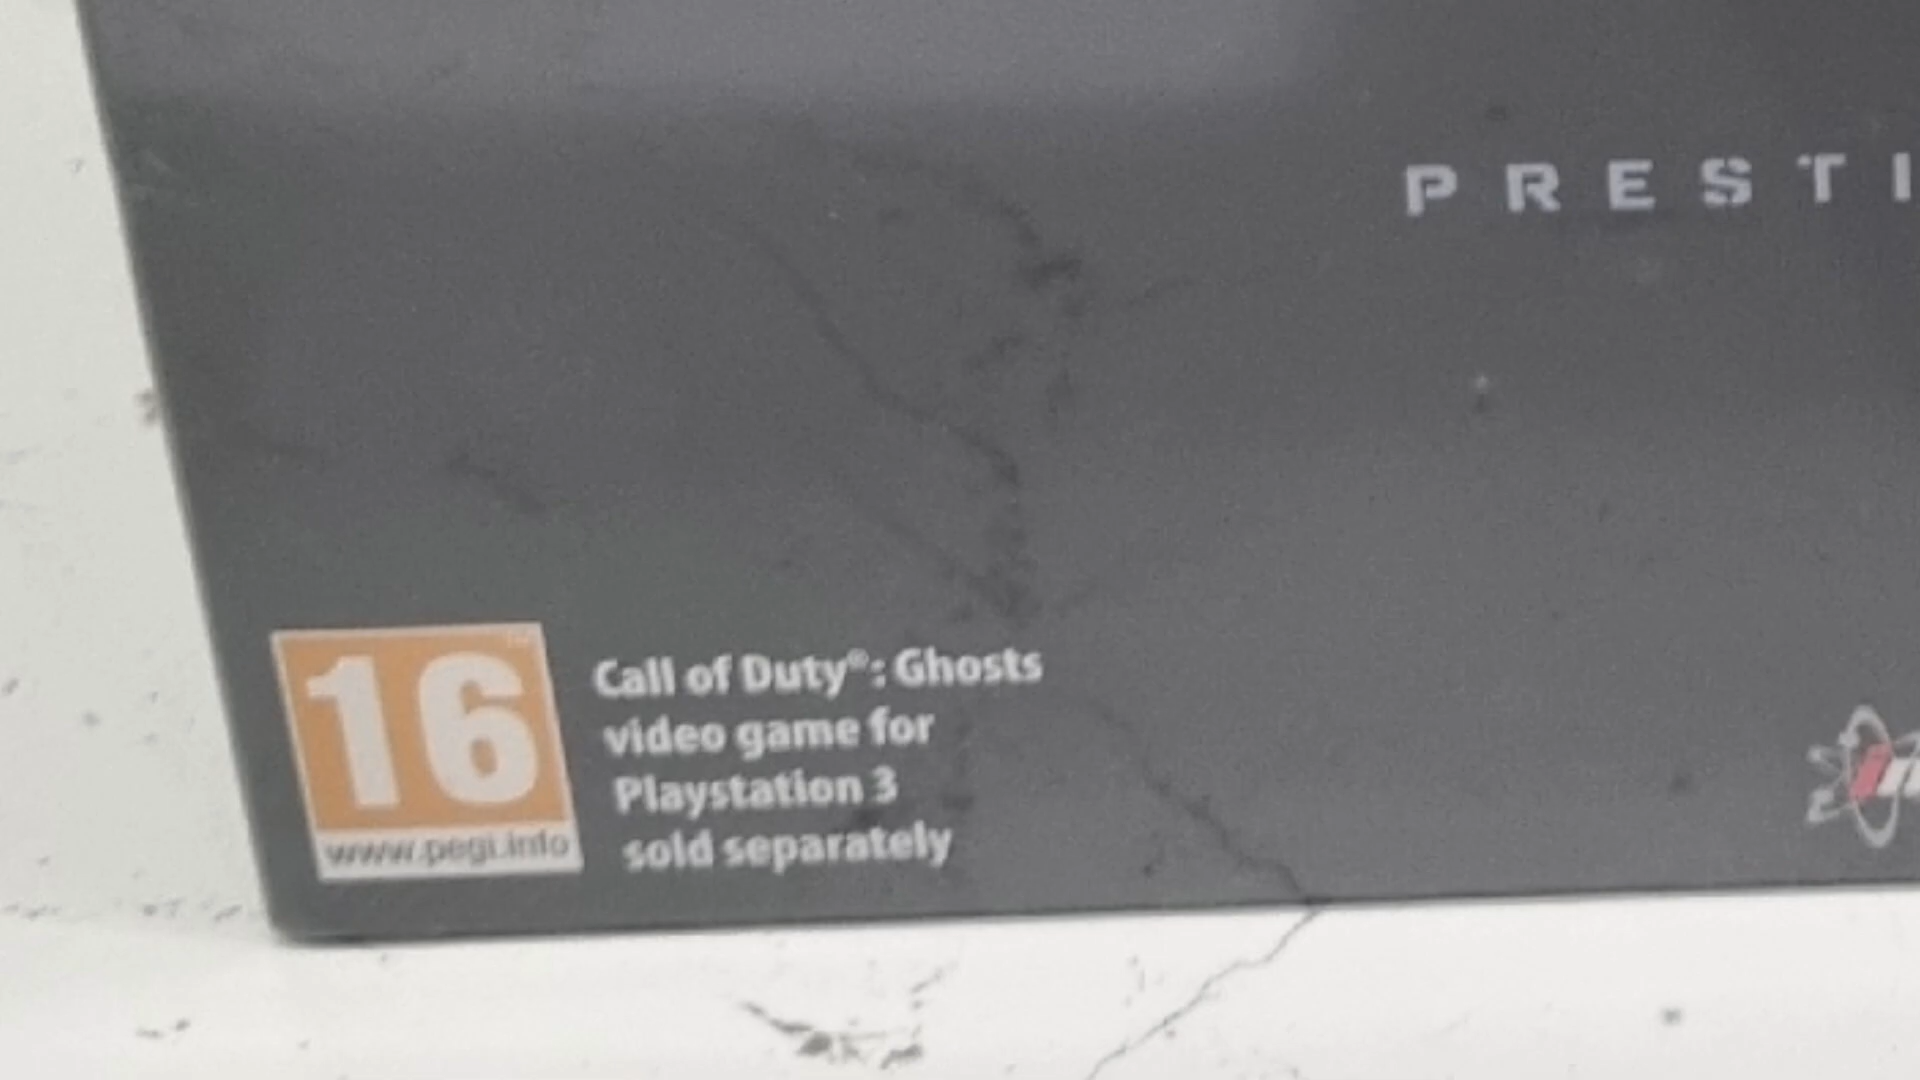 PRESTI
16
www.pegi.info
Call of Duty®: Ghosts
video game for
Playstation 3
sold separately